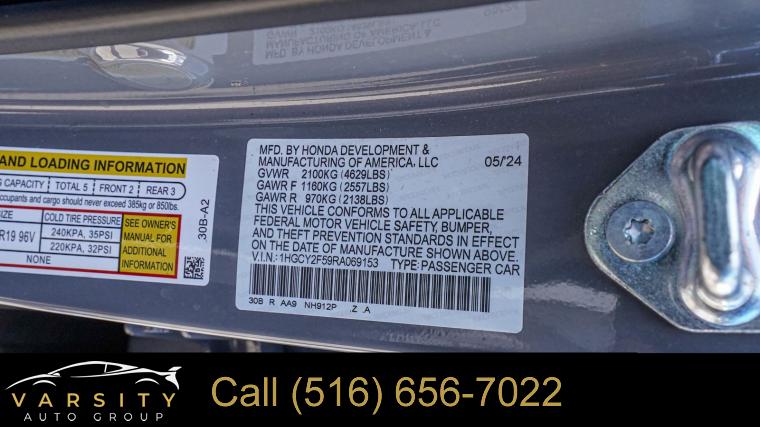 AND LOADING INFORMATION
G CAPACITY TOTAL 5 FRONT 2 REAR 3
ccupants and cargo should never exceed 385kg or 850lbs.
SIZE COLD TIRE PRESSURE
R19 96V 240KPA, 35PSI
220KPA, 32PSI
NONE
SEE OWNER'S
MANUAL FOR
ADDITIONAL
INFORMATION
30B-A2
MFD. BY HONDA DEVELOPMENT &
MANUFACTURING OF AMERICA, LLC 05/24
GVWR 2100KG (4629LBS)
GAWR F 1160KG (2557LBS)
GAWR R 970KG (2138LBS)
THIS VEHICLE CONFORMS TO ALL APPLICABLE
FEDERAL MOTOR VEHICLE SAFETY, BUMPER,
AND THEFT PREVENTION STANDARDS IN EFFECT
ON THE DATE OF MANUFACTURE SHOWN ABOVE.
V.I.N.: 1HGCY2F59RA069153 TYPE: PASSENGER CAR
30B R AA9 NH912P .Z .A
VARSITY
AUTO GROUP
Call (516) 656-7022